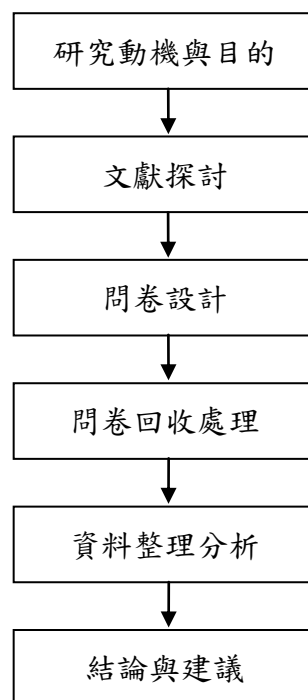 研究動機與目的
文獻探討
問卷設計
問卷回收處理
資料整理分析
結論與建議